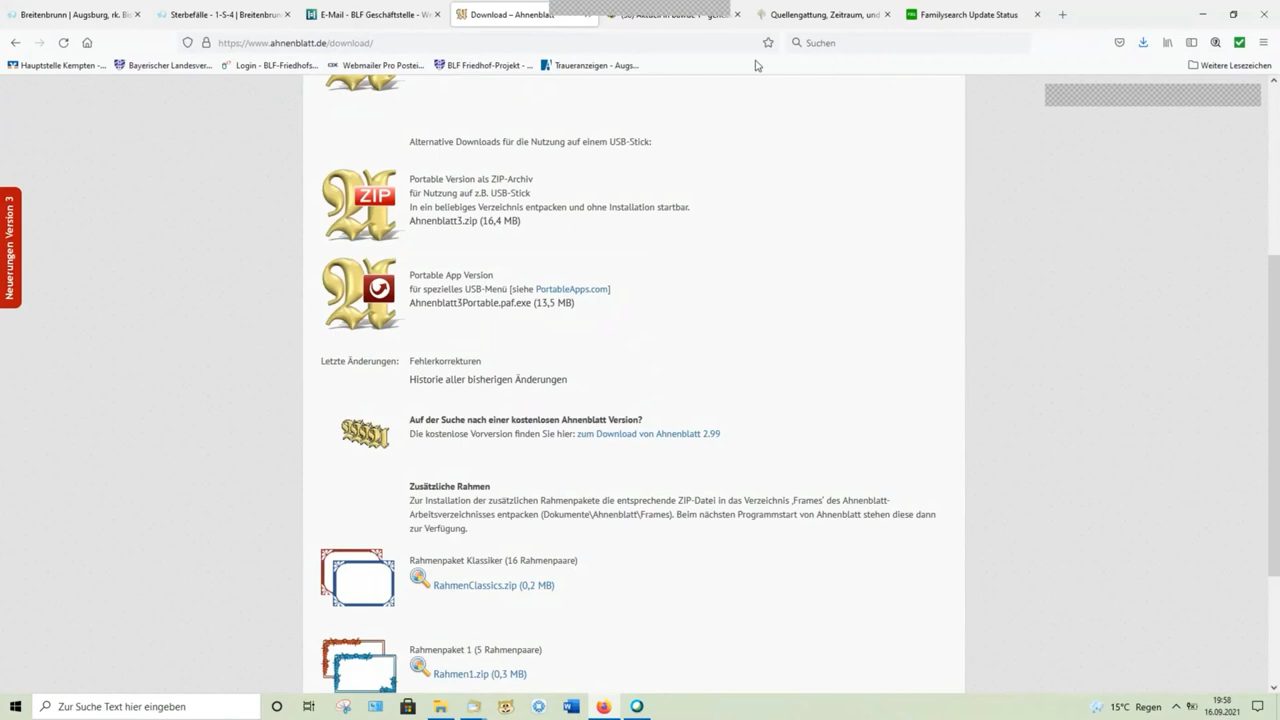 Breitenbrunn | Augsburg, rk. Bis
Sterbefälle - 1-S-4 | Breitenbrun
E-Mail - BLF Geschäftstelle - We
Download – Ahnenblatt
Quellengattung, Zeitraum, und
Familysearch Update Status
https://www.ahnenblatt.de/download/
Suchen
Hauptstelle Kempten -...
Bayerischer Landesver...
Login - BLF-Friedhofs...
Webmailer Pro Postei...
BLF Friedhof-Projekt - ...
Traueranzeigen - Augs...
Weitere Lesezeichen
Neuerungen Version 3
Alternative Downloads für die Nutzung auf einem USB-Stick:
ZIP
Portable Version als ZIP-Archiv
für Nutzung auf z.B. USB-Stick
In ein beliebiges Verzeichnis entpacken und ohne Installation startbar.
Ahnenblatt3.zip (16,4 MB)
Portable App Version
für spezielles USB-Menü [siehe PortableApps.com]
Ahnenblatt3Portable.paf.exe (13,5 MB)
Letzte Änderungen: Fehlerkorrekturen
Historie aller bisherigen Änderungen
Auf der Suche nach einer kostenlosen Ahnenblatt Version?
Die kostenlose Vorversion finden Sie hier: zum Download von Ahnenblatt 2.99
Zusätzliche Rahmen
Zur Installation der zusätzlichen Rahmenpakete die entsprechende ZIP-Datei in das Verzeichnis ‚Frames‘ des Ahnenblatt-
Arbeitsverzeichnisses entpacken (Dokumente\Ahnenblatt\Frames). Beim nächsten Programmstart von Ahnenblatt stehen diese dann
zur Verfügung.
Rahmenpaket Klassiker (16 Rahmenpaare)
RahmenClassics.zip (0,2 MB)
Rahmenpaket 1 (5 Rahmenpaare)
Rahmen1.zip (0,3 MB)
Zur Suche Text hier eingeben
15°C Regen
19:58
16.09.2021